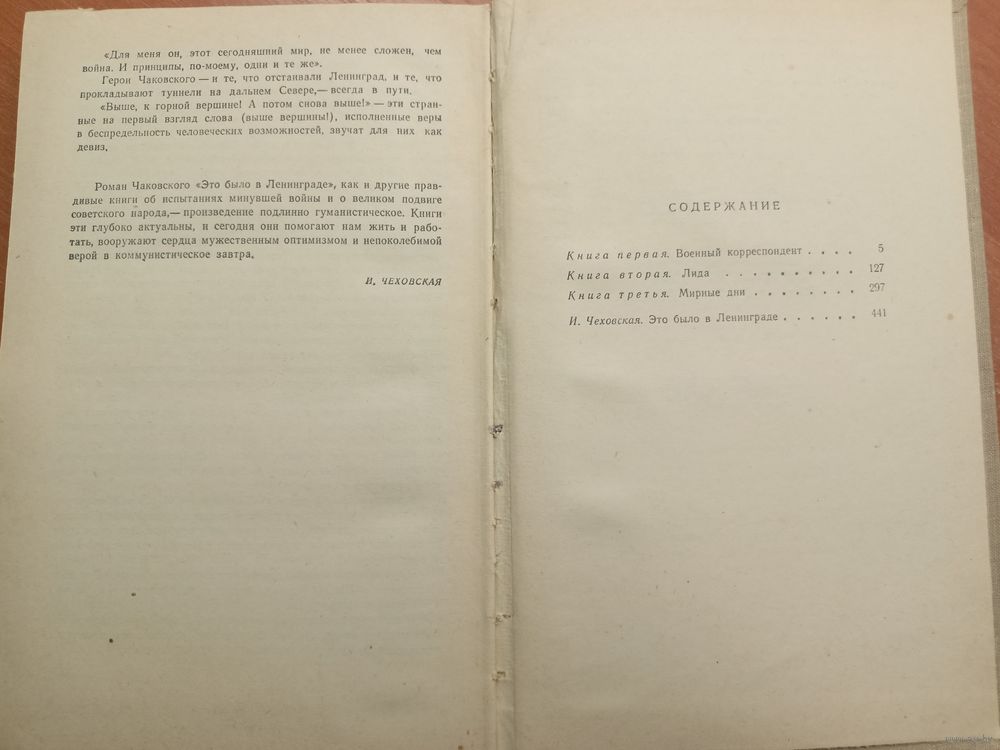 «Для меня он, этот сегодняшний мир, не менее сложен, чем
война. И принципы, по-моему, одни и те же».
Герои Чаковского — и те, что отстаивали Ленинград, и те, что
прокладывают туннели на дальнем Севере,— всегда в пути.
«Выше, к горной вершине! А потом снова выше!» — эти стран-
ные на первый взгляд слова (выше вершины!), исполненные веры
в беспредельность человеческих возможностей, звучат для них как
девиз.
Роман Чаковского «Это было в Ленинграде», как и другие прав-
дивые книги об испытаниях минувшей войны и о великом подвиге
советского народа,— произведение подлинно гуманистическое. Книги
эти глубоко актуальны, и сегодня они помогают нам жить и рабо-
тать, вооружают сердца мужественным оптимизмом и непоколебимой
верой в коммунистическое завтра.
И. ЧЕХОВСКАЯ
СОДЕРЖАНИЕ
Книга первая. Военный корреспондент . . . . 5
Книга вторая. Лида . . . . . . . . . . 127
Книга третья. Мирные дни . . . . . . . . 297
И. Чеховская. Это было в Ленинграде . . . . . . 441